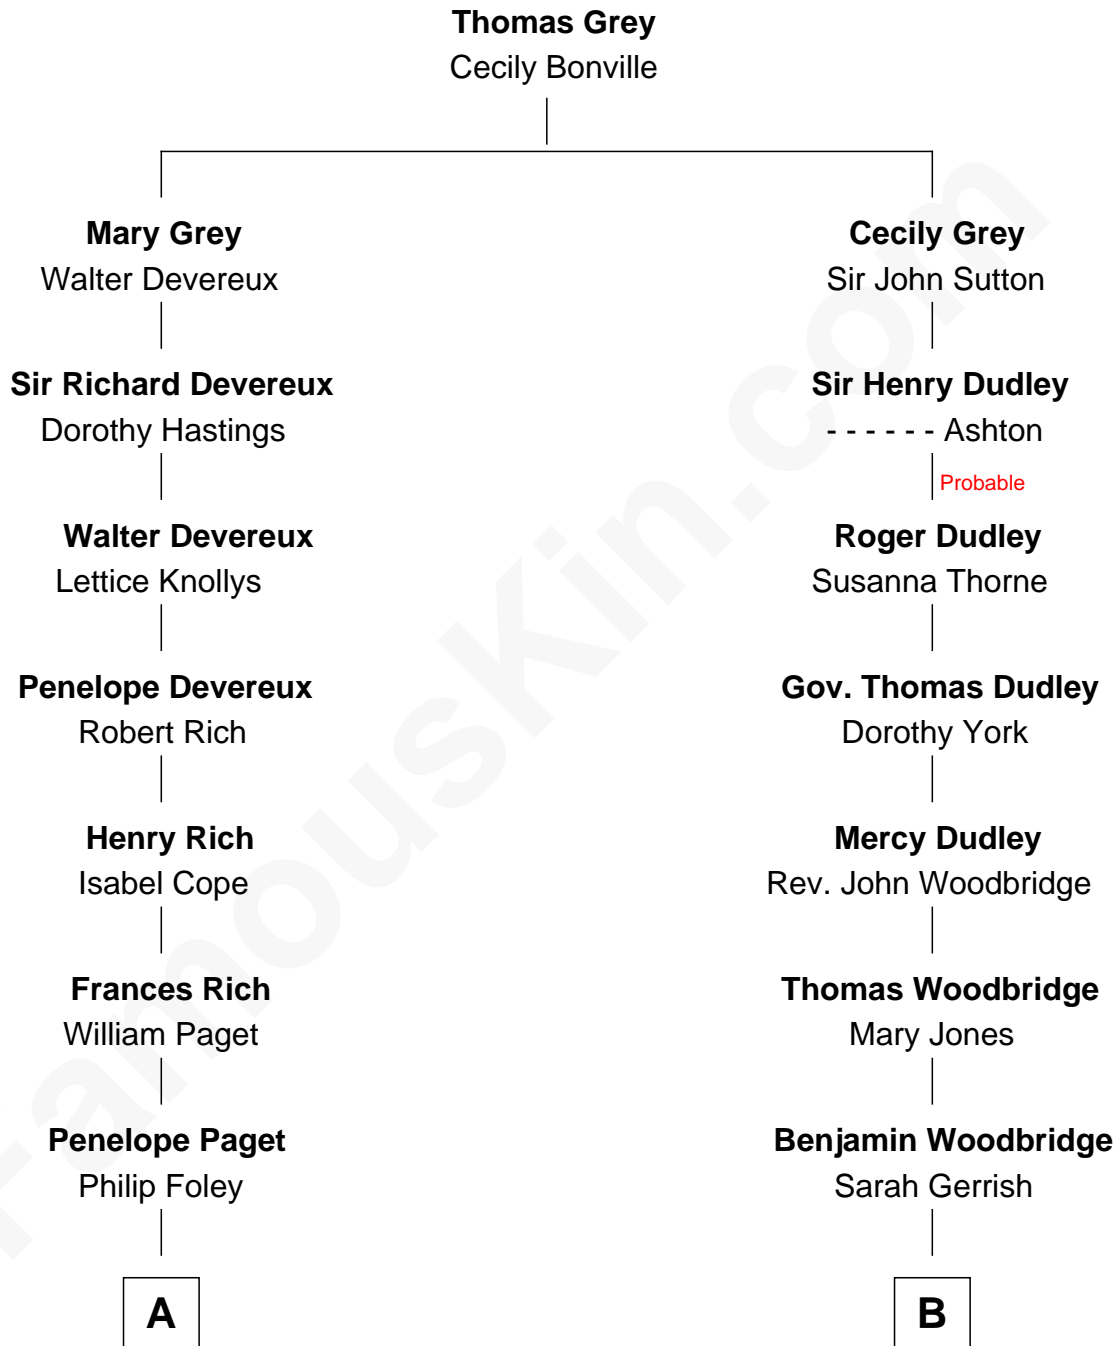 Thomas Grey
Cecily Bonville
Mary Grey
Walter Devereux
Cecily Grey
Sir John Sutton
Sir Richard Devereux
Dorothy Hastings
Sir Henry Dudley
- - - - - - Ashton
Probable
Walter Devereux
Lettice Knollys
Roger Dudley
Susanna Thorne
Penelope Devereux
Robert Rich
Gov. Thomas Dudley
Dorothy York
Henry Rich
Isabel Cope
Mercy Dudley
Rev. John Woodbridge
Frances Rich
William Paget
Thomas Woodbridge
Mary Jones
Penelope Paget
Philip Foley
Benjamin Woodbridge
Sarah Gerrish
A
B
FamousKin.com